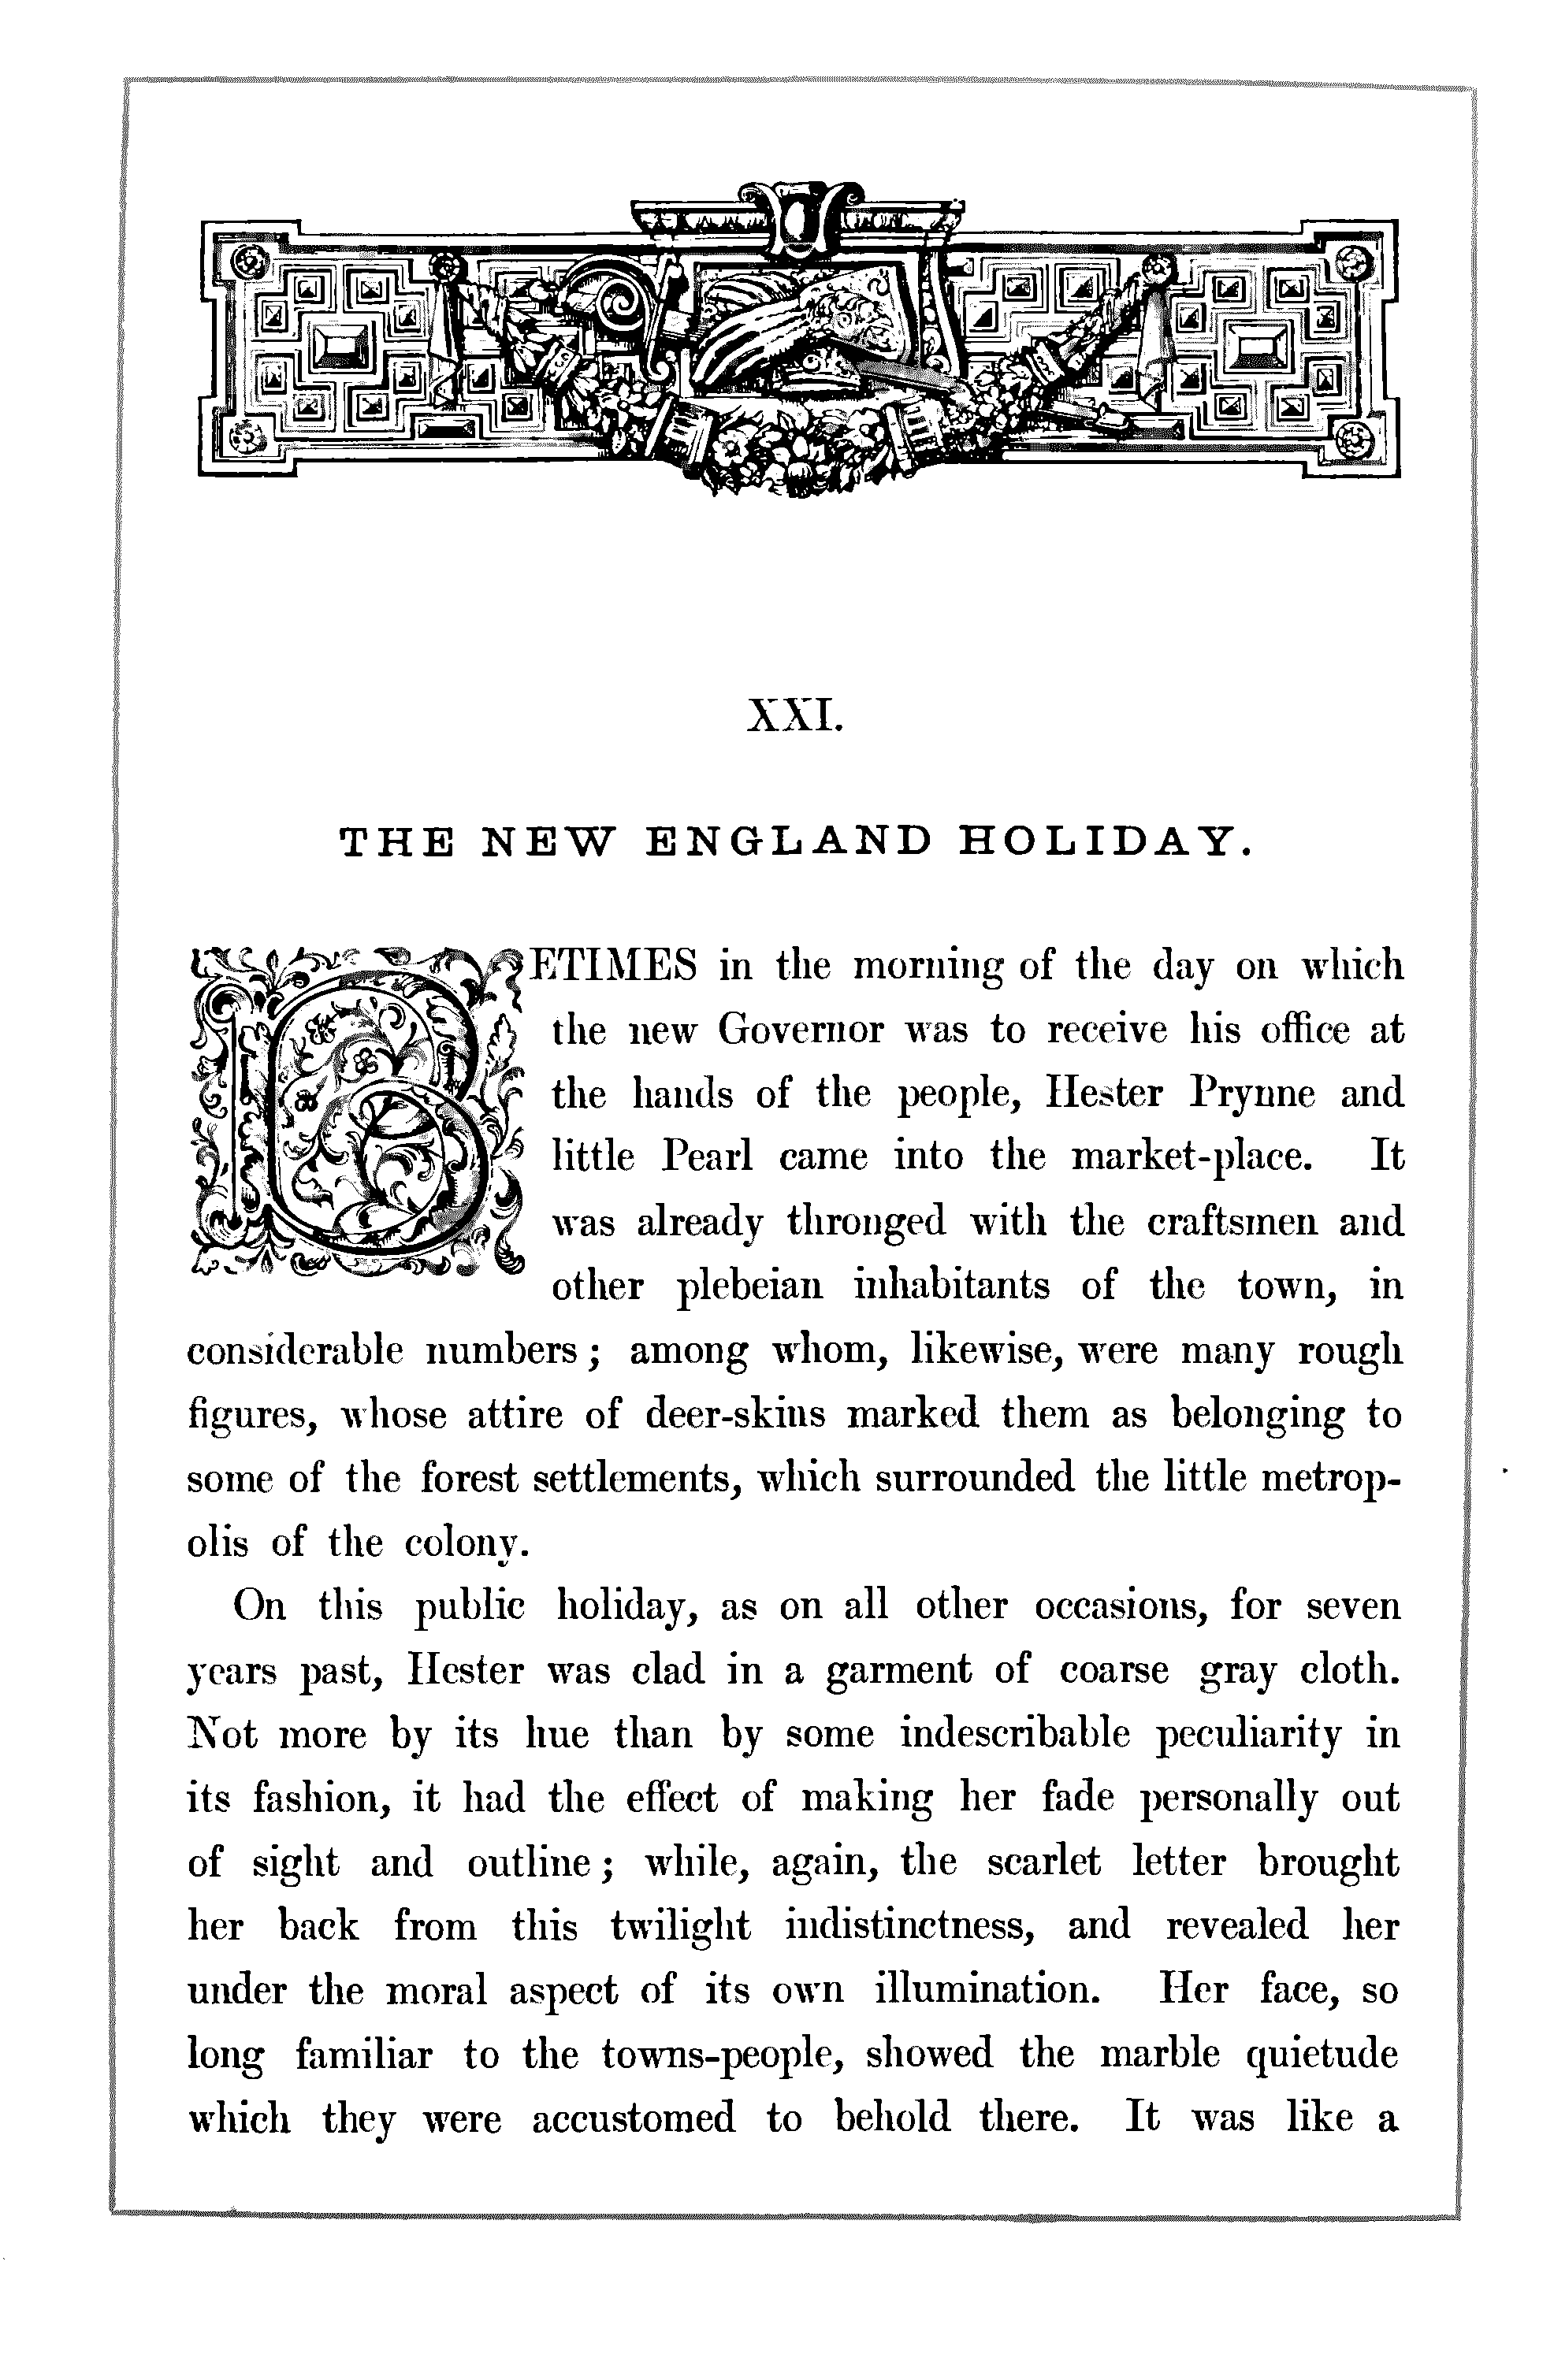 XXI.
THE NEW ENGLAND HOLIDAY.
BETIMES in the morning of the day on which
the new Governor was to receive his office at
the hands of the people, Hester Prynne and
little Pearl came into the market-place. It
was already thronged with the craftsmen and
other plebeian inhabitants of the town, in
considerable numbers; among whom, likewise, were many rough
figures, whose attire of deer-skins marked them as belonging to
some of the forest settlements, which surrounded the little metrop-
olis of the colony.
On this public holiday, as on all other occasions, for seven
years past, Hester was clad in a garment of coarse gray cloth.
Not more by its hue than by some indescribable peculiarity in
its fashion, it had the effect of making her fade personally out
of sight and outline; while, again, the scarlet letter brought
her back from this twilight indistinctness, and revealed her
under the moral aspect of its own illumination. Her face, so
long familiar to the towns-people, showed the marble quietude
which they were accustomed to behold there. It was like a